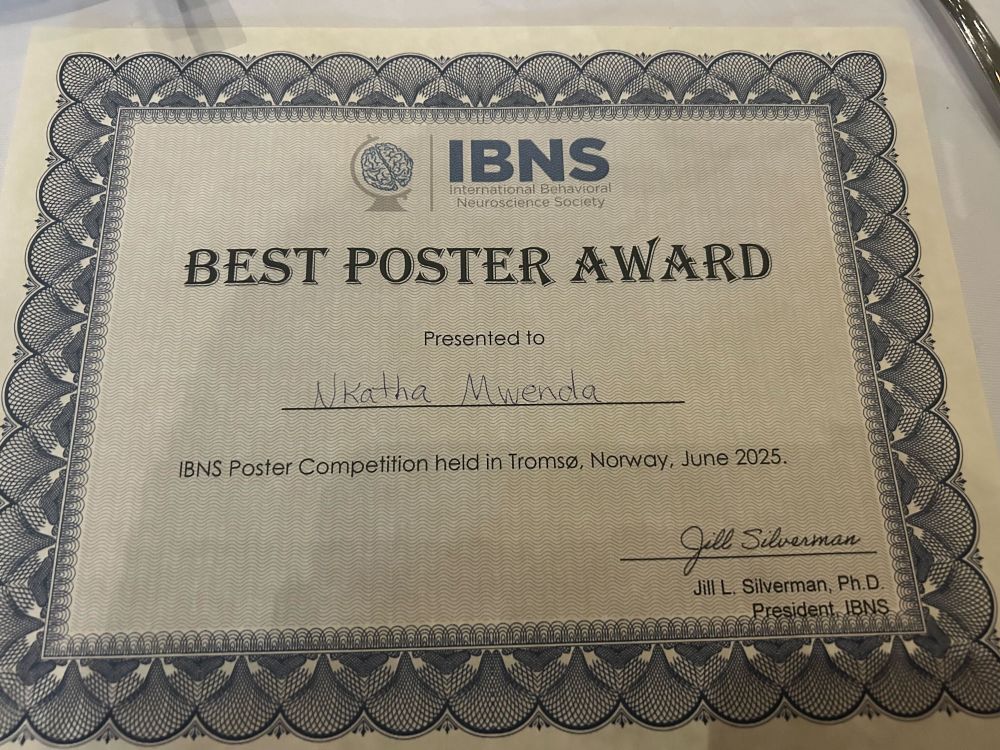 IBNS
International Behavioral
Neuroscience Society
BEST POSTER AWARD
Presented to
Nkatha Mwenda
IBNS Poster Competition held in Tromsø, Norway, June 2025.
Jill Silverman
Jill L. Silverman, Ph.D.
President, IBNS